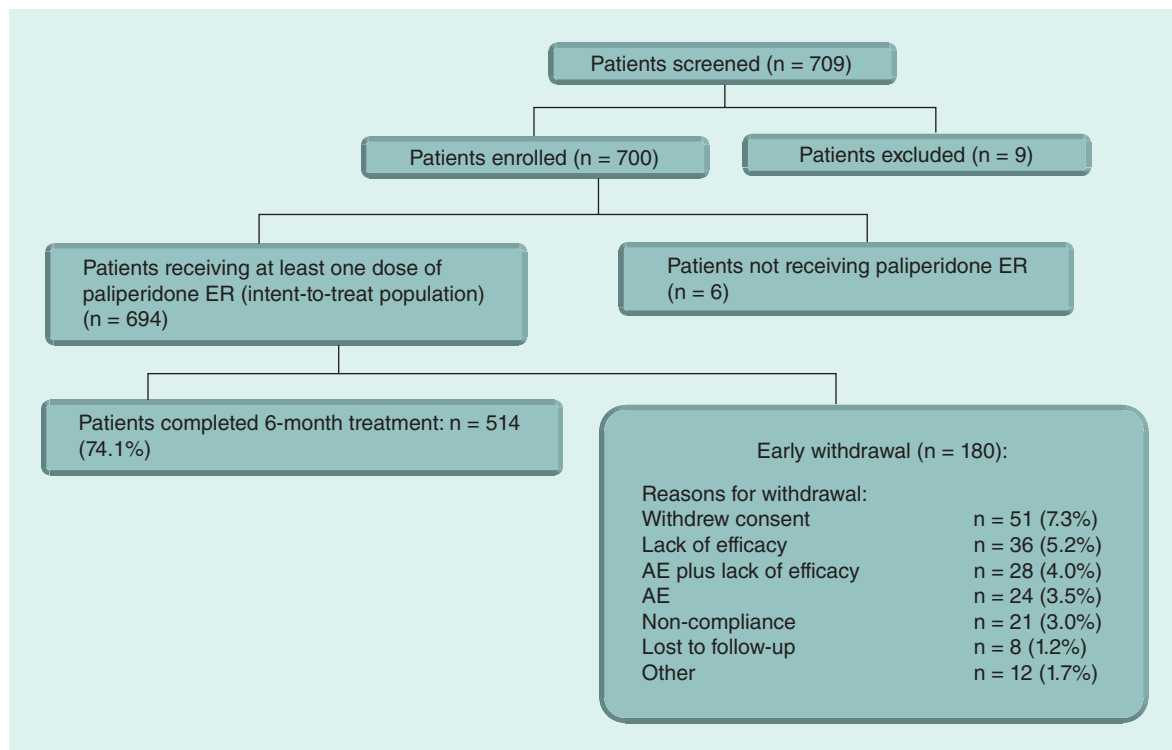 Patients screened (n = 709)
Patients enrolled (n = 700)
Patients excluded (n = 9)
Patients receiving at least one dose of
paliperidone ER (intent-to-treat population)
(n = 694)
Patients not receiving paliperidone ER
(n = 6)
Patients completed 6-month treatment: n = 514
(74.1%)
Early withdrawal (n = 180):
Reasons for withdrawal:
Withdrew consent n = 51 (7.3%)
Lack of efficacy n = 36 (5.2%)
AE plus lack of efficacy n = 28 (4.0%)
AE n = 24 (3.5%)
Non-compliance n = 21 (3.0%)
Lost to follow-up n = 8 (1.2%)
Other n = 12 (1.7%)